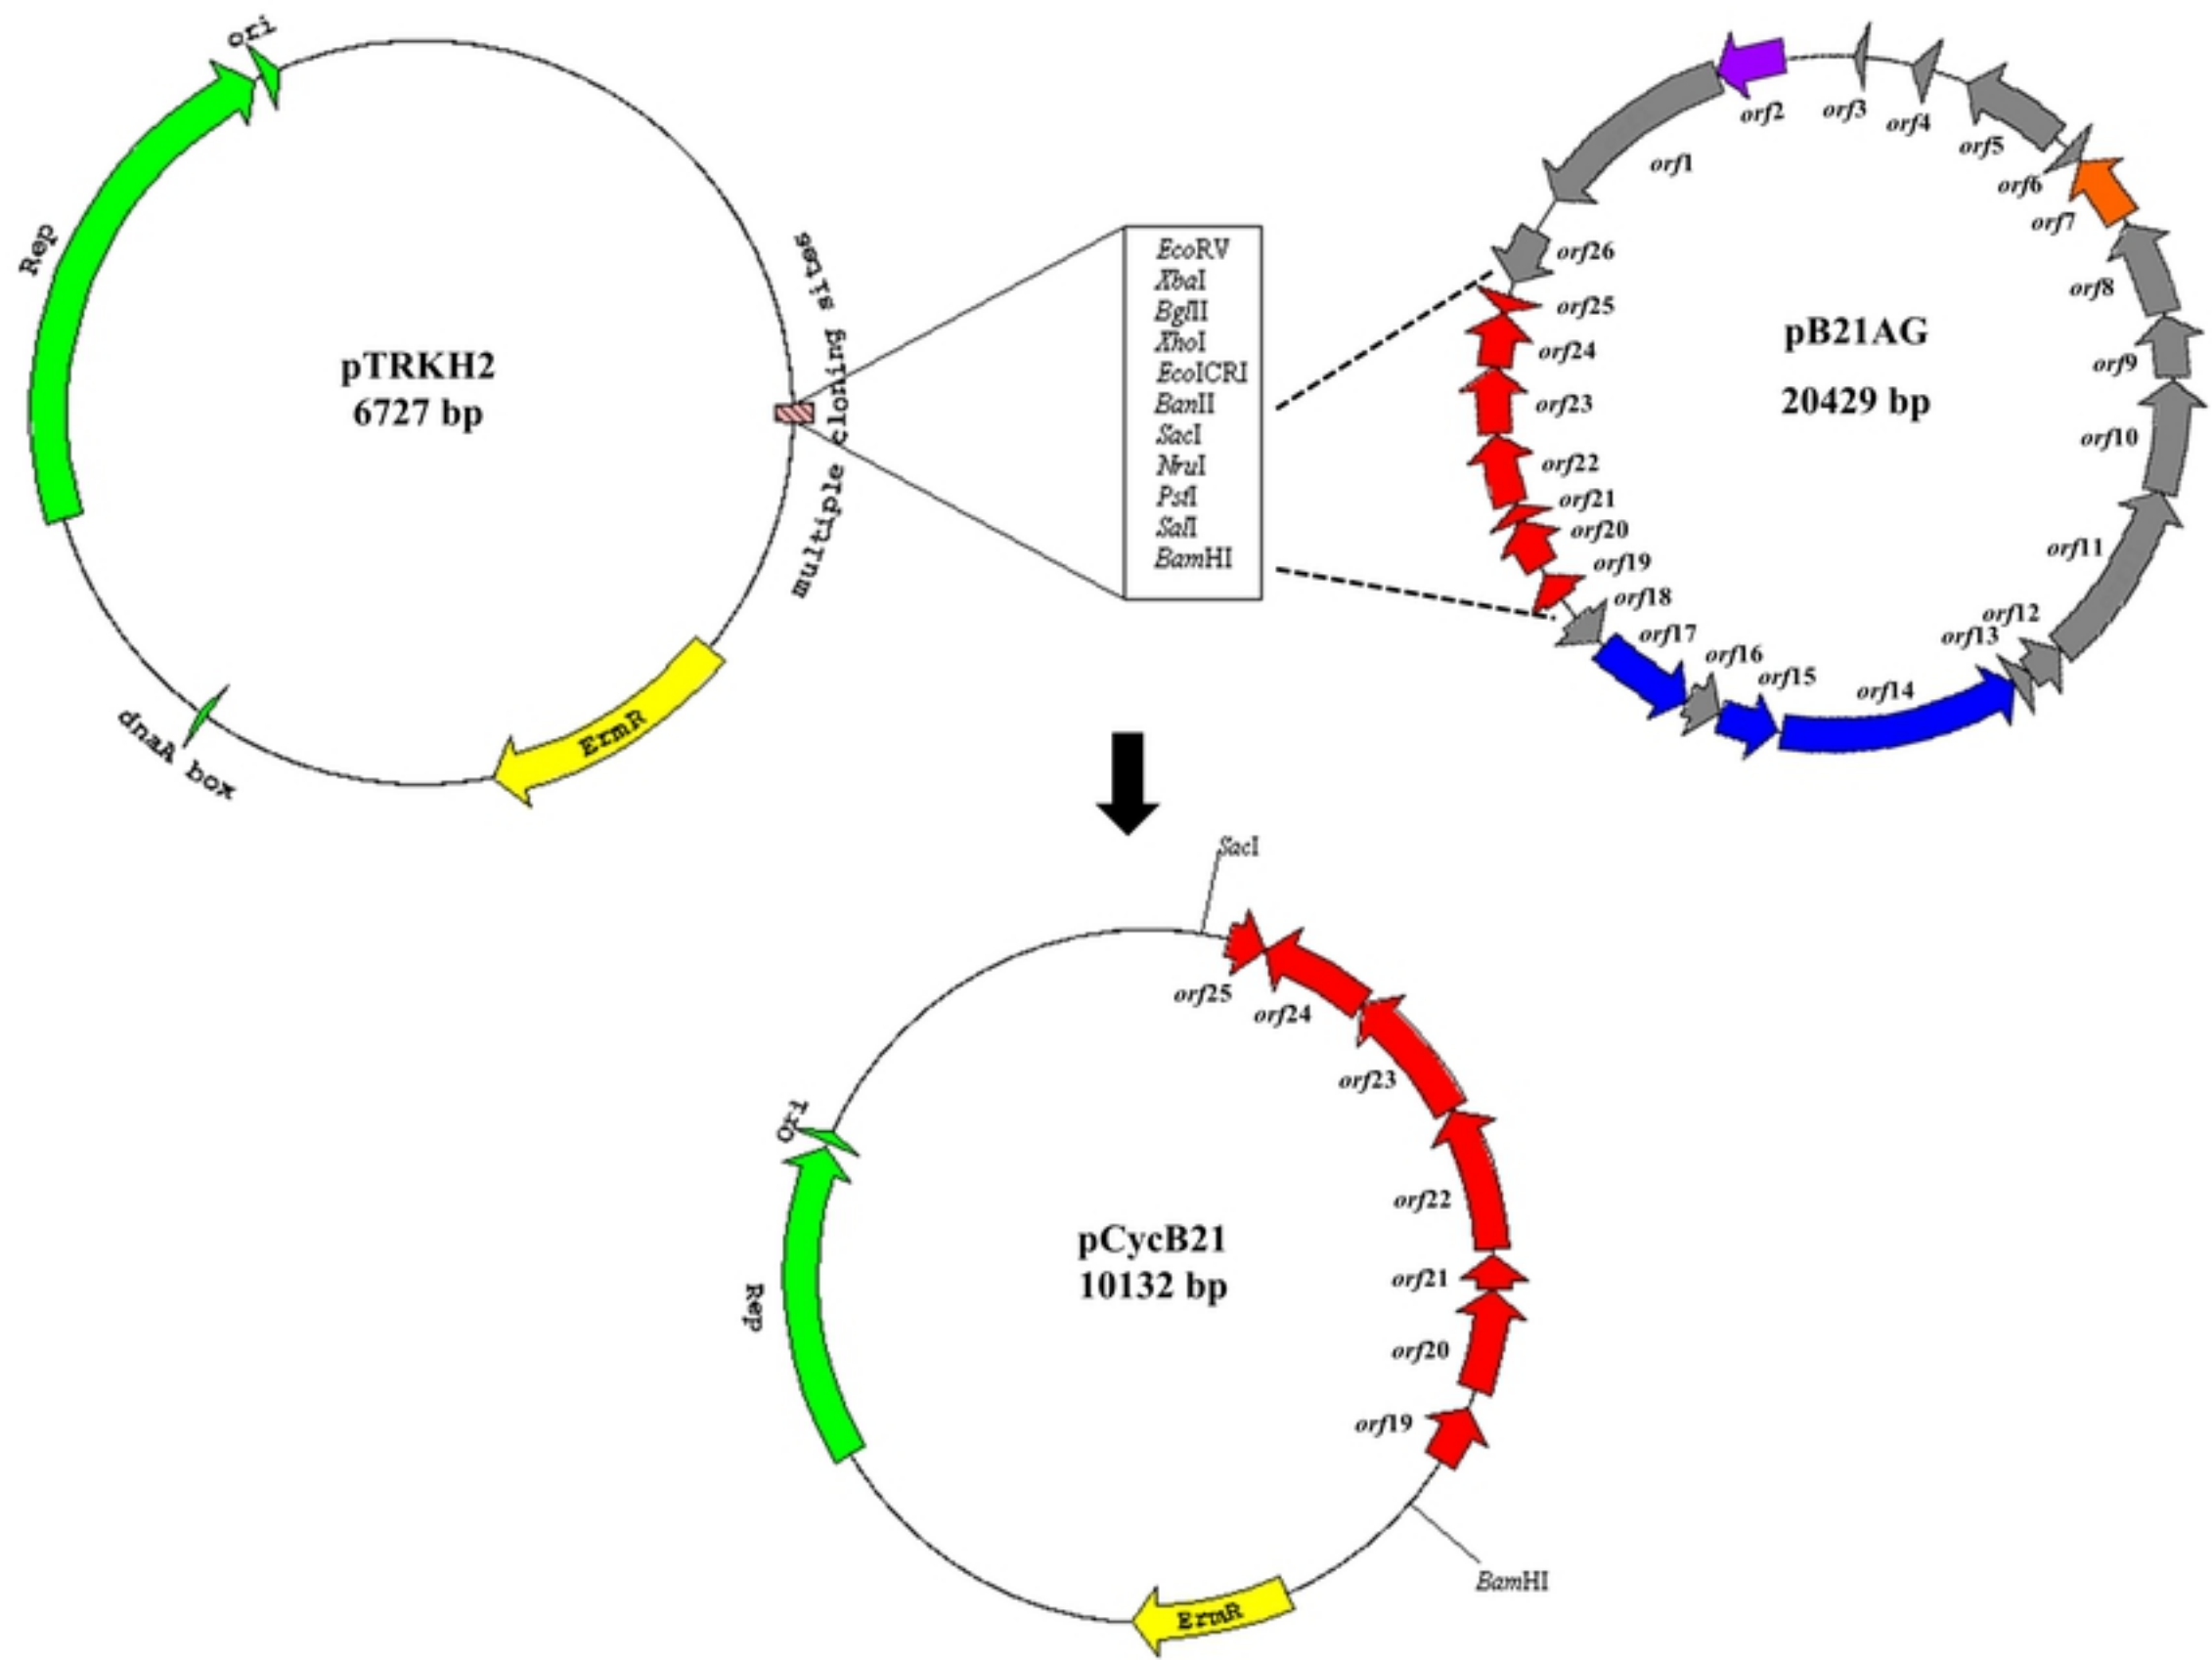 ori
Rep
pTRKH2
6727 bp
multiple cloning sites
ErmR
dnaA box
EcoRV
XbaI
BglII
XhoI
EcoICRI
BanII
SacI
NruI
PstI
SalI
BamHI
pB21AG
20429 bp
orf1
orf2
orf3
orf4
orf5
orf6
orf7
orf8
orf9
orf10
orf11
orf12
orf13
orf14
orf15
orf16
orf17
orf18
orf19
orf20
orf21
orf22
orf23
orf24
orf25
orf26
SacI
orf25
orf24
orf23
orf22
orf21
orf20
orf19
BamHI
ErmR
Rep
ori
pCycB21
10132 bp